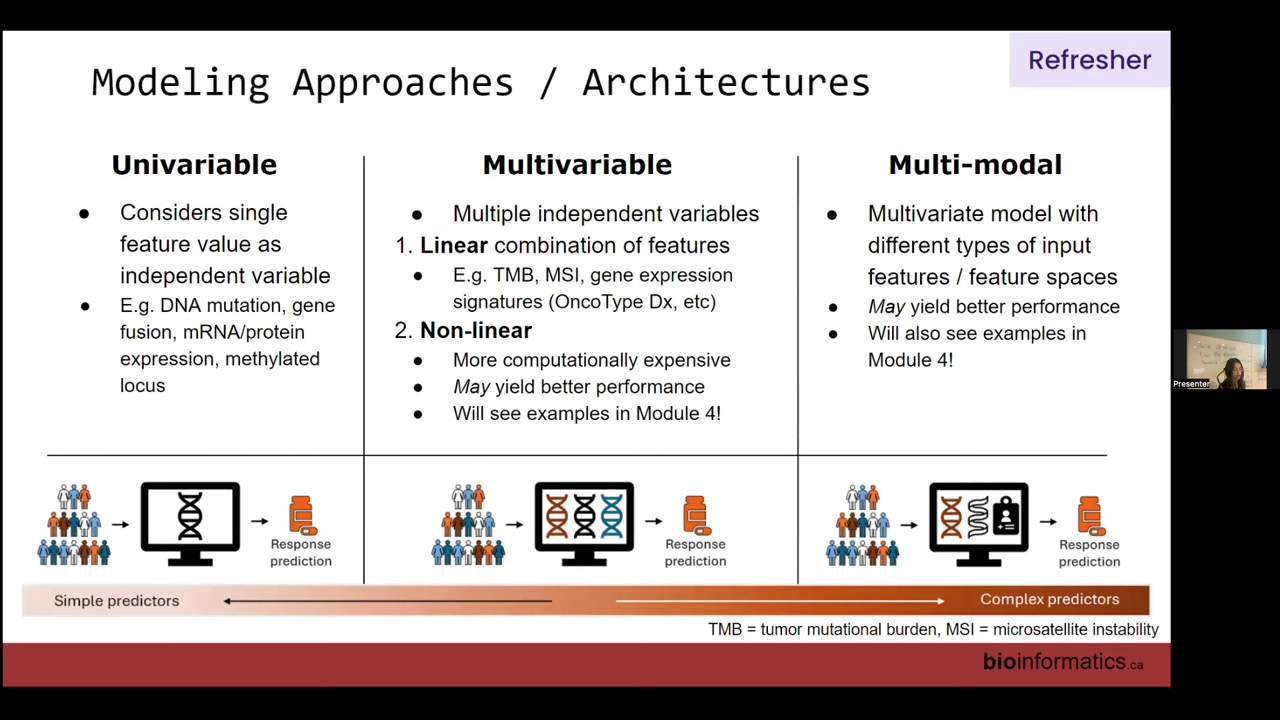 Refresher
Modeling Approaches / Architectures
Univariable
● Considers single
feature value as
independent variable
● E.g. DNA mutation, gene
fusion, mRNA/protein
expression, methylated
locus
Multivariable
● Multiple independent variables
1. Linear combination of features
● E.g. TMB, MSI, gene expression
signatures (OncoType Dx, etc)
2. Non-linear
● More computationally expensive
● May yield better performance
● Will see examples in Module 4!
Multi-modal
● Multivariate model with
different types of input
features / feature spaces
● May yield better performance
● Will also see examples in
Module 4!
Response
prediction
Response
prediction
Response
prediction
Simple predictors
Complex predictors
TMB = tumor mutational burden, MSI = microsatellite instability
bioinformatics.ca
Presenter